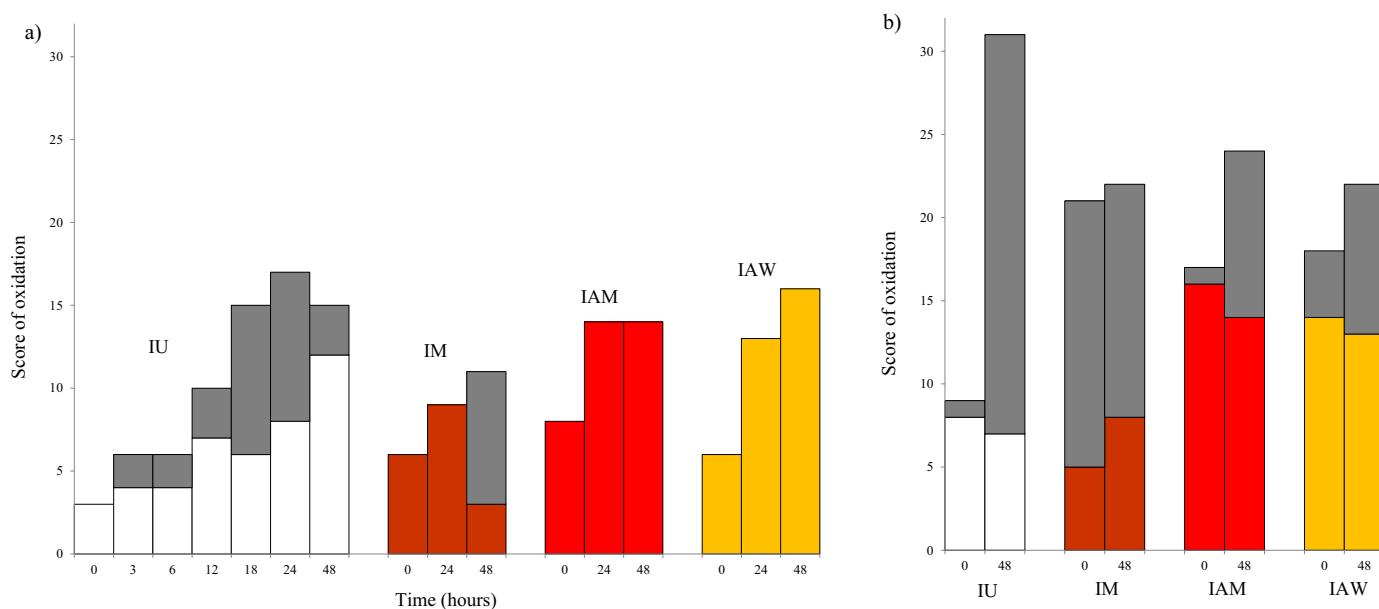 a)
30
25
20
15
10
5
0
Score of oxidation
IU
IM
IAM
IAW
0 3 6 12 18 24 48 0 24 48 0 24 48 0 24 48
Time (hours)
b)
30
25
20
15
10
5
0
Score of oxidation
0 48 0 48 0 48 0 48
IU IM IAM IAW